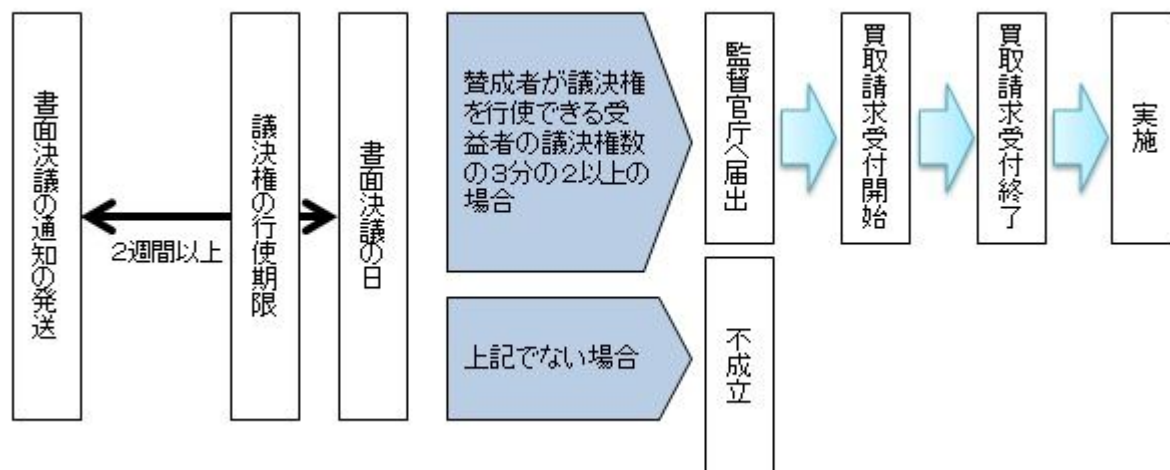 書面決議の通知の発送
2週間以上
議決権の行使期限
書面決議の日
賛成者が議決権
を行使できる受
益者の議決権数
の3分の2以上の
場合
監督官庁へ届出
買取請求受付開始
買取請求受付終了
実施
上記でない場合
不成立